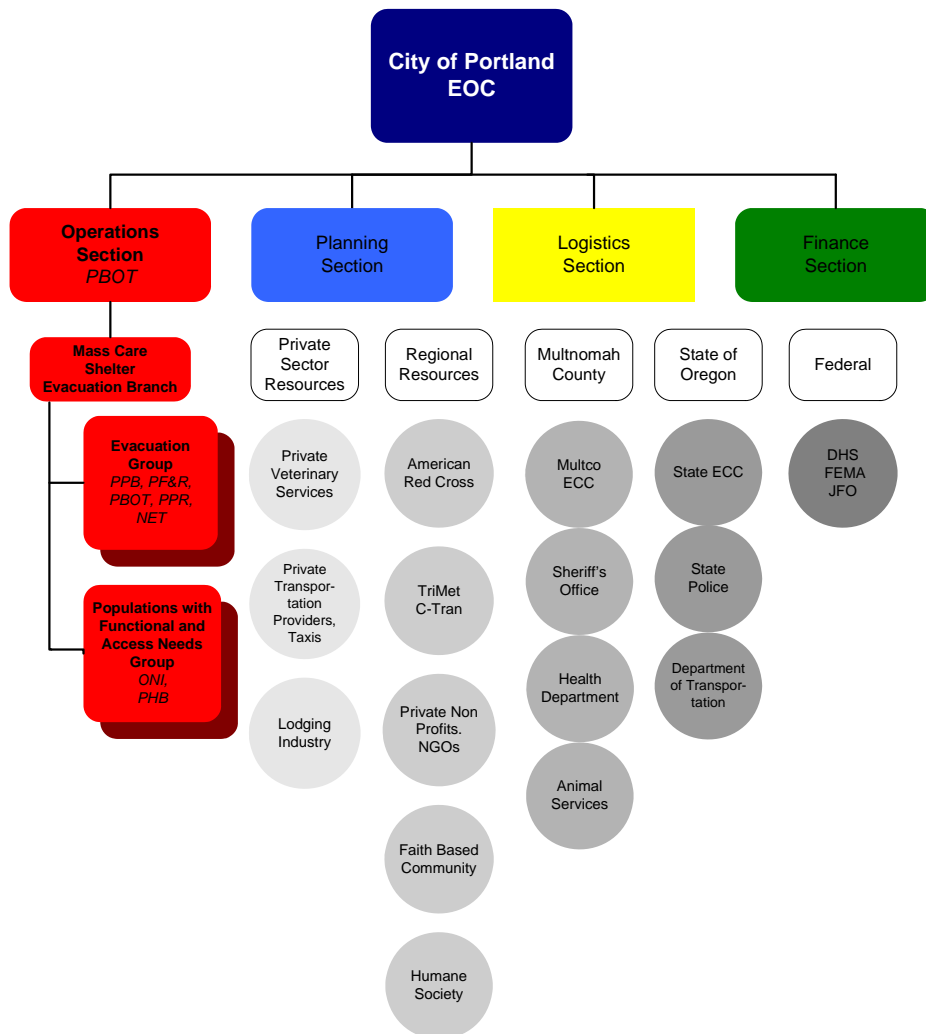 City of Portland
EOC
Operations
Section
PBOT
Planning
Section
Logistics
Section
Finance
Section
Mass Care
Shelter
Evacuation Branch
Private
Sector
Resources
Regional
Resources
Multnomah
County
State of
Oregon
Federal
Evacuation
Group
PPB, PF&R,
PBOT, PPR,
NET
Private
Veterinary
Services
American
Red Cross
Multco
ECC
State ECC
DHS
FEMA
JFO
Populations with
Functional and
Access Needs
Group
ONI,
PHB
Private
Transpor-
tation
Providers,
Taxis
TriMet
C-Tran
Sheriff's
Office
State
Police
Lodging
Industry
Private Non
Profits.
NGOs
Health
Department
Department
of Transpor-
tation
Animal
Services
Faith Based
Community
Humane
Society